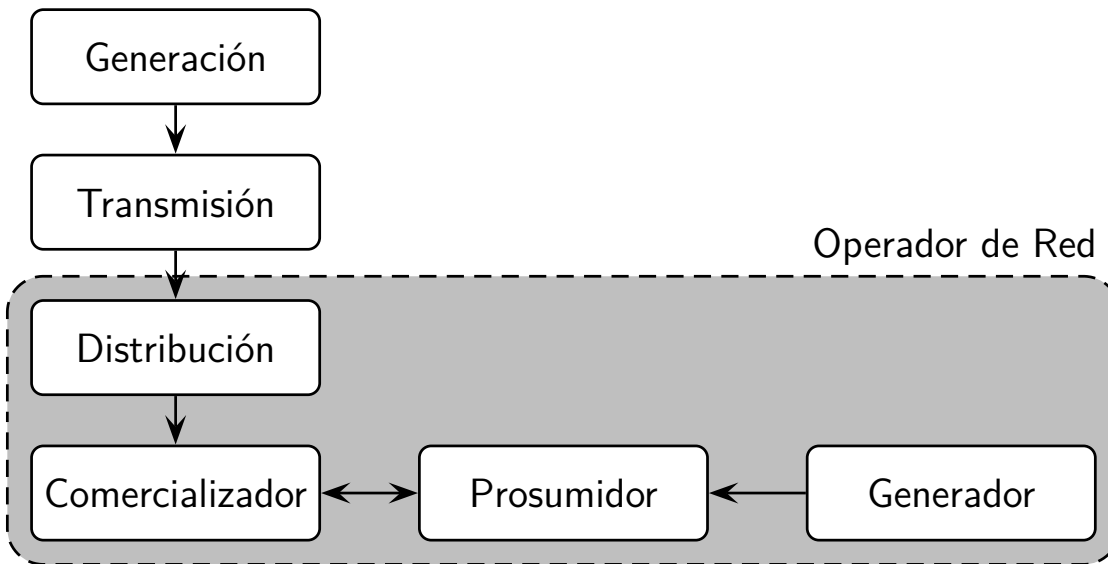 Generación
Transmisión
Operador de Red
Distribución
Comercializador
Prosumidor
Generador